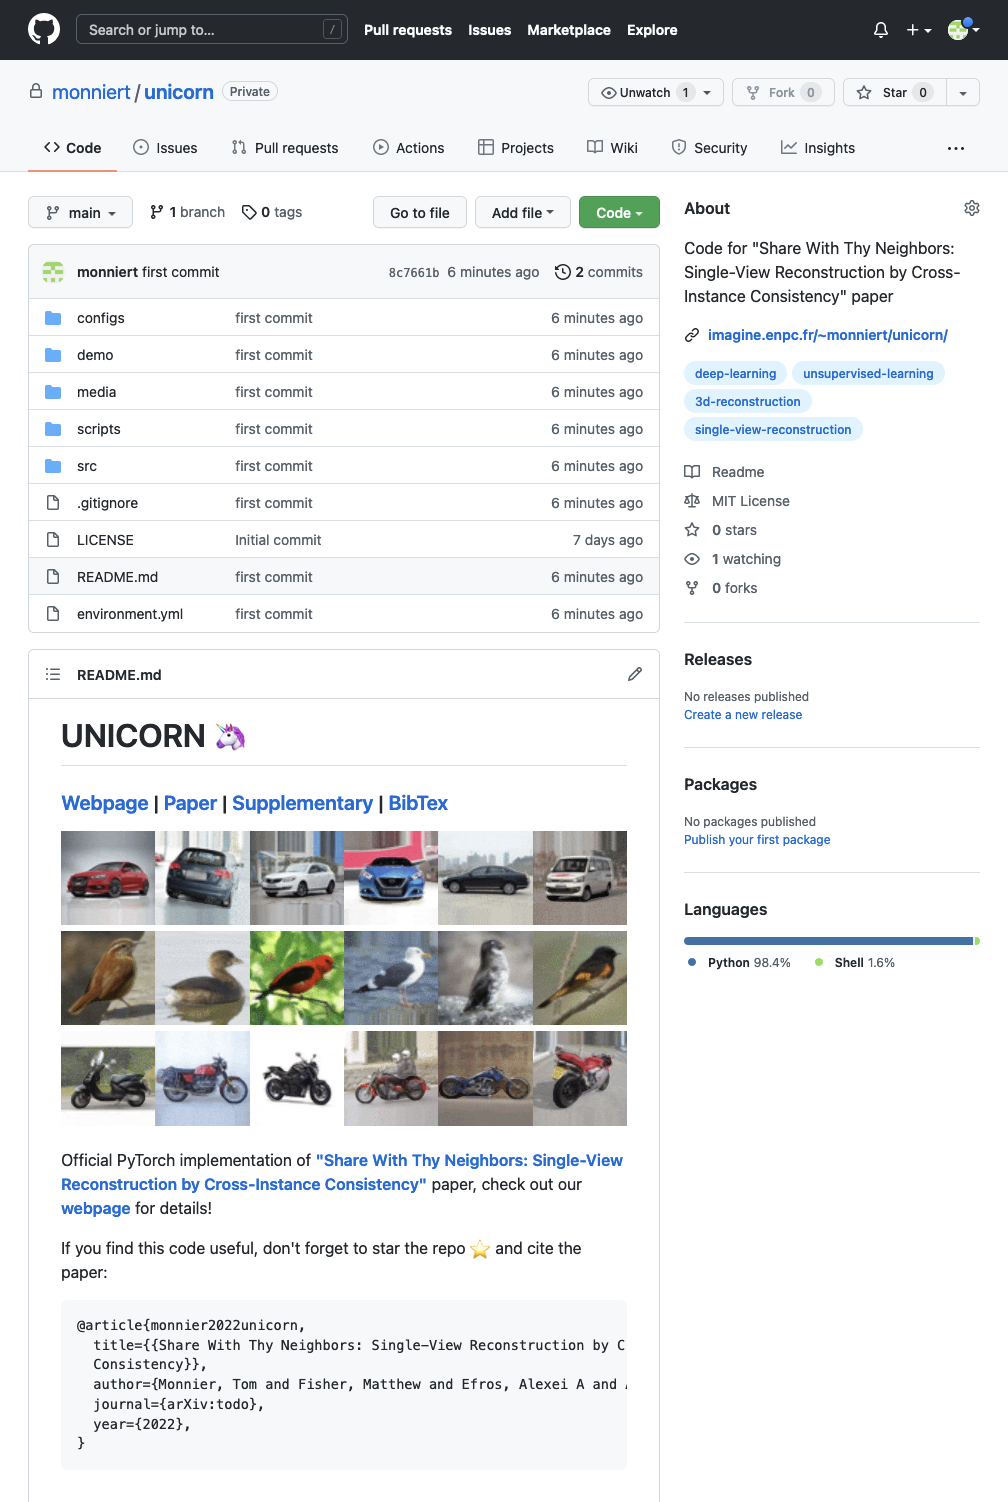 Search or jump to... /
Pull requests Issues Marketplace Explore
monniert / unicorn Private
Unwatch 1 Fork 0 Star 0
Code Issues Pull requests Actions Projects Wiki Security Insights ...
main 1 branch 0 tags
Go to file Add file Code
monniert first commit 8c7661b 6 minutes ago 2 commits
configs first commit 6 minutes ago
demo first commit 6 minutes ago
media first commit 6 minutes ago
scripts first commit 6 minutes ago
src first commit 6 minutes ago
.gitignore first commit 6 minutes ago
LICENSE Initial commit 7 days ago
README.md first commit 6 minutes ago
environment.yml first commit 6 minutes ago
README.md
UNICORN 🦄
Webpage | Paper | Supplementary | BibTex
Official PyTorch implementation of "Share With Thy Neighbors: Single-View
Reconstruction by Cross-Instance Consistency" paper, check out our
webpage for details!
If you find this code useful, don't forget to star the repo ⭐ and cite the
paper:
@article{monnier2022unicorn,
title={{Share With Thy Neighbors: Single-View Reconstruction by C
Consistency}},
author={Monnier, Tom and Fisher, Matthew and Efros, Alexei A and
journal={arXiv:todo},
year={2022},
}
About
Code for "Share With Thy Neighbors:
Single-View Reconstruction by Cross-
Instance Consistency" paper
imagine.enpc.fr/~monniert/unicorn/
deep-learning unsupervised-learning
3d-reconstruction
single-view-reconstruction
Readme
MIT License
0 stars
1 watching
0 forks
Releases
No releases published
Create a new release
Packages
No packages published
Publish your first package
Languages
Python 98.4% Shell 1.6%